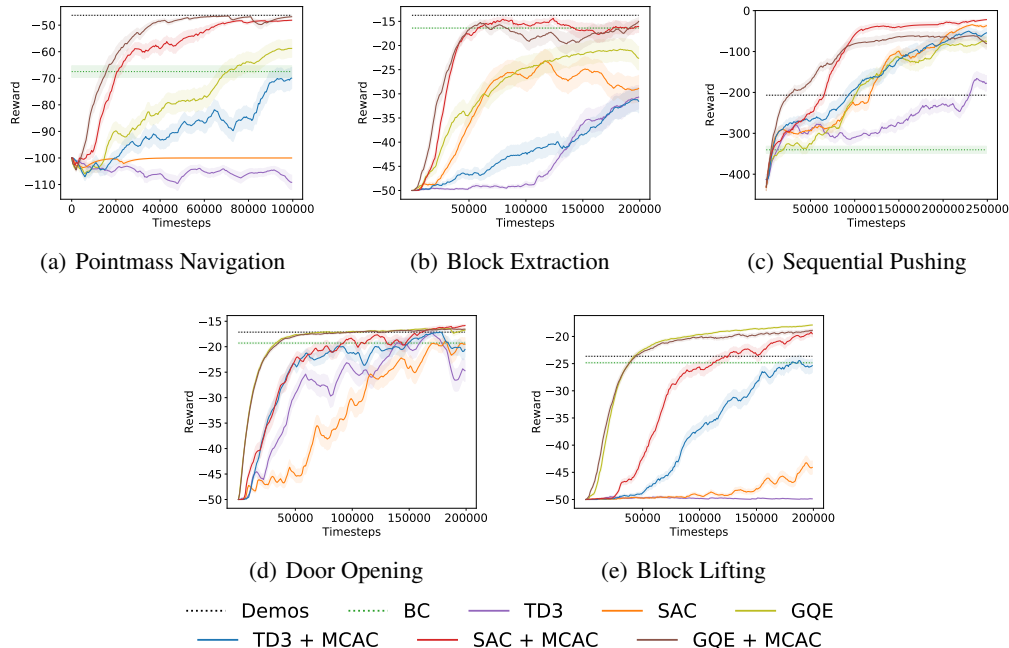 −50
−60
−70
−80
−90
−100
−110
Reward
0 20000 40000 60000 80000 100000
Timesteps
(a) Pointmass Navigation
−15
−20
−25
−30
−35
−40
−45
−50
Reward
50000 100000 150000 200000
Timesteps
(b) Block Extraction
0
−100
−200
−300
−400
Reward
50000 100000 150000 200000 250000
Timesteps
(c) Sequential Pushing
−15
−20
−25
−30
−35
−40
−45
−50
Reward
50000 100000 150000 200000
Timesteps
(d) Door Opening
−20
−25
−30
−35
−40
−45
−50
Reward
50000 100000 150000 200000
Timesteps
(e) Block Lifting
Demos BC TD3 SAC GQE
TD3 + MCAC SAC + MCAC GQE + MCAC